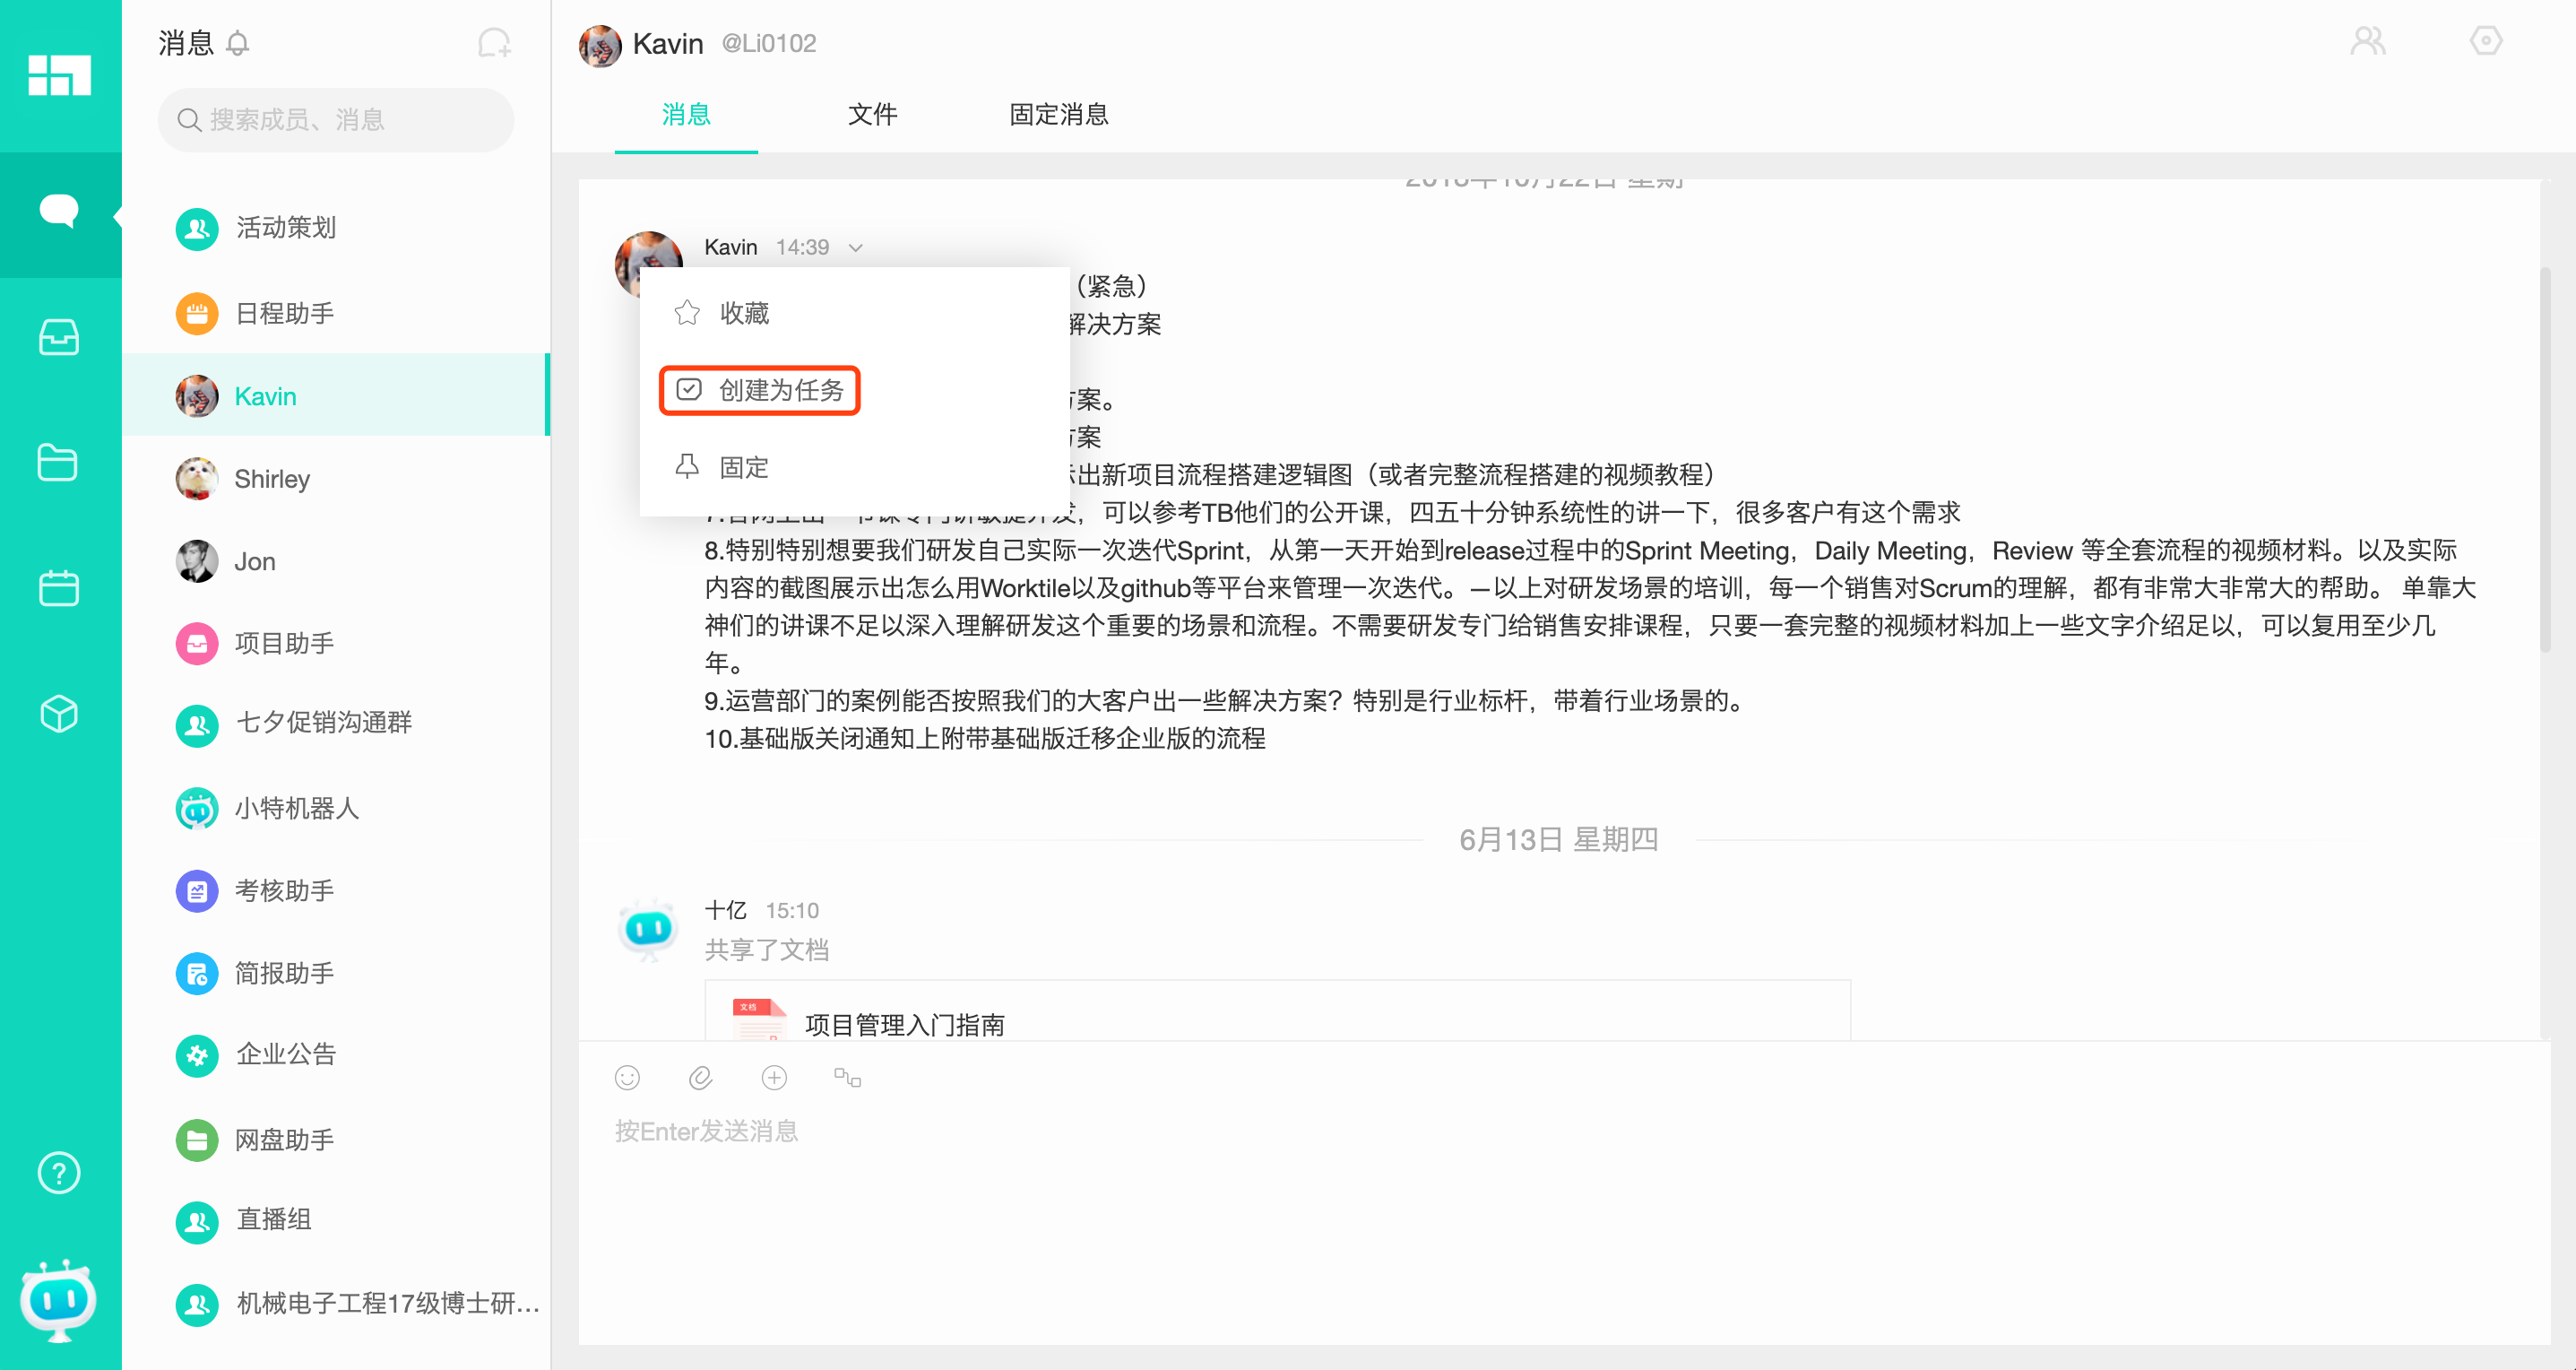 消息
搜索成员、消息
活动策划
日程助手
Kavin
Shirley
Jon
项目助手
七夕促销沟通群
小特机器人
考核助手
简报助手
企业公告
网盘助手
直播组
机械电子工程17级博士研...
Kavin @Li0102
消息 文件 固定消息
Kavin 14:39
收藏
创建为任务
固定
（紧急）
解决方案
方案。
方案
出新项目流程搭建逻辑图（或者完整流程搭建的视频教程）
，可以参考TB他们的公开课，四五十分钟系统性的讲一下，很多客户有这个需求
8.特别特别想要我们研发自己实际一次迭代Sprint，从第一天开始到release过程中的Sprint Meeting，Daily Meeting，Review 等全套流程的视频材料。以及实际
内容的截图展示出怎么用Worktile以及github等平台来管理一次迭代。—以上对研发场景的培训，每一个销售对Scrum的理解，都有非常大非常大的帮助。 单靠大
神们的讲课不足以深入理解研发这个重要的场景和流程。不需要研发专门给销售安排课程，只要一套完整的视频材料加上一些文字介绍足以，可以复用至少几
年。
9.运营部门的案例能否按照我们的大客户出一些解决方案？特别是行业标杆，带着行业场景的。
10.基础版关闭通知上附带基础版迁移企业版的流程
6月13日 星期四
十亿 15:10
共享了文档
文档
项目管理入门指南
按Enter发送消息